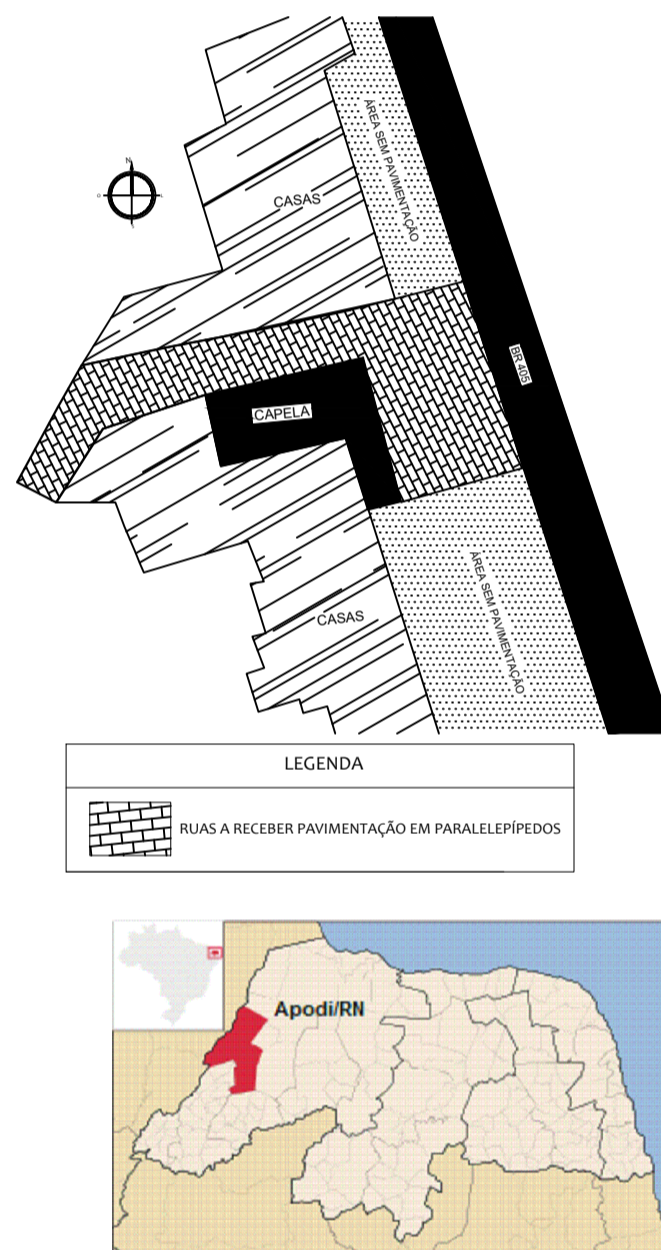 N
O
L
S
ÁREA SEM PAVIMENTAÇÃO
CASAS
BR 405
CAPELA
ÁREA SEM PAVIMENTAÇÃO
CASAS
LEGENDA
RUAS A RECEBER PAVIMENTAÇÃO EM PARALELEPÍPEDOS
Apodi/RN